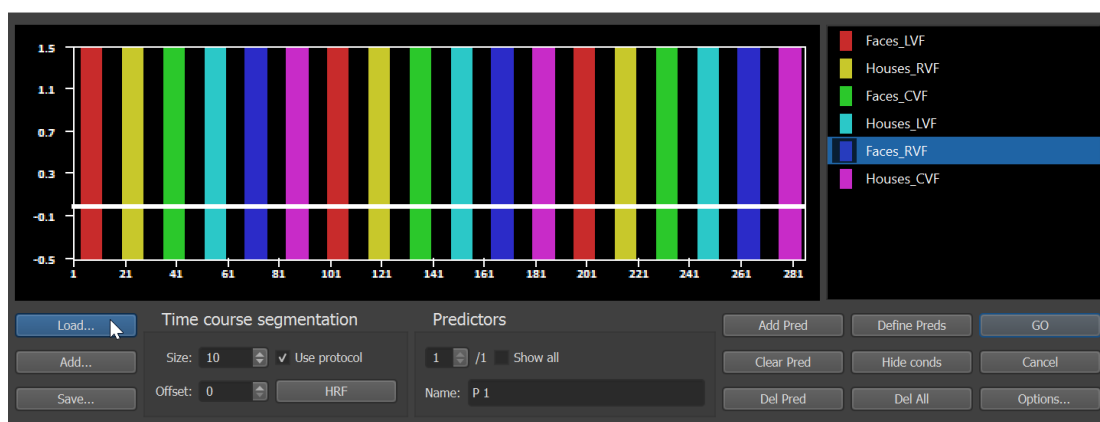 1.5
1.1
0.7
0.3
-0.1
-0.5
1 21 41 61 81 101 121 141 161 181 201 221 241 261 281
Faces_LVF
Houses_RVF
Faces_CVF
Houses_LVF
Faces_RVF
Houses_CVF
Load...
Add...
Save...
Time course segmentation
Size: 10 Use protocol
Offset: 0 HRF
Predictors
1 /1 Show all
Name: P 1
Add Pred Define Preds GO
Clear Pred Hide conds Cancel
Del Pred Del All Options...